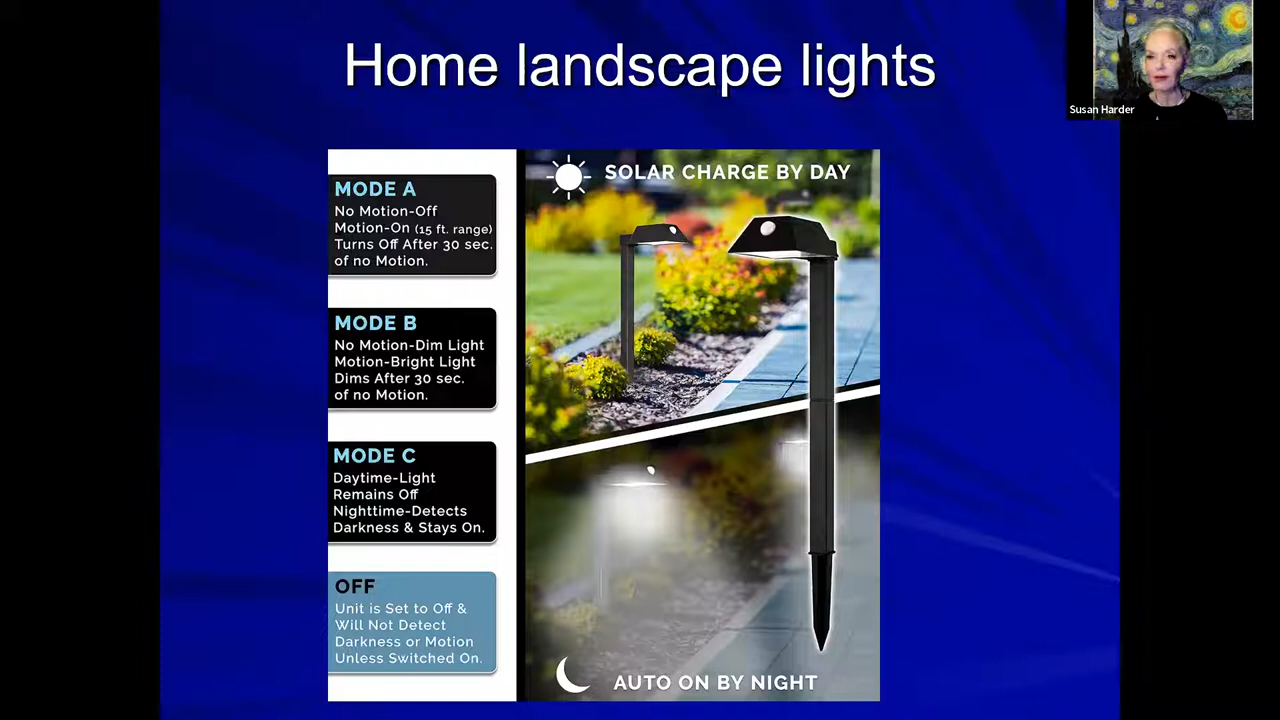 Home landscape lights
Susan Harder
MODE A
No Motion-Off
Motion-On (15 ft. range)
Turns Off After 30 sec.
of no Motion.
MODE B
No Motion-Dim Light
Motion-Bright Light
Dims After 30 sec.
of no Motion.
MODE C
Daytime-Light
Remains Off
Nighttime-Detects
Darkness & Stays On.
OFF
Unit is Set to Off &
Will Not Detect
Darkness or Motion
Unless Switched On.
SOLAR CHARGE BY DAY
AUTO ON BY NIGHT